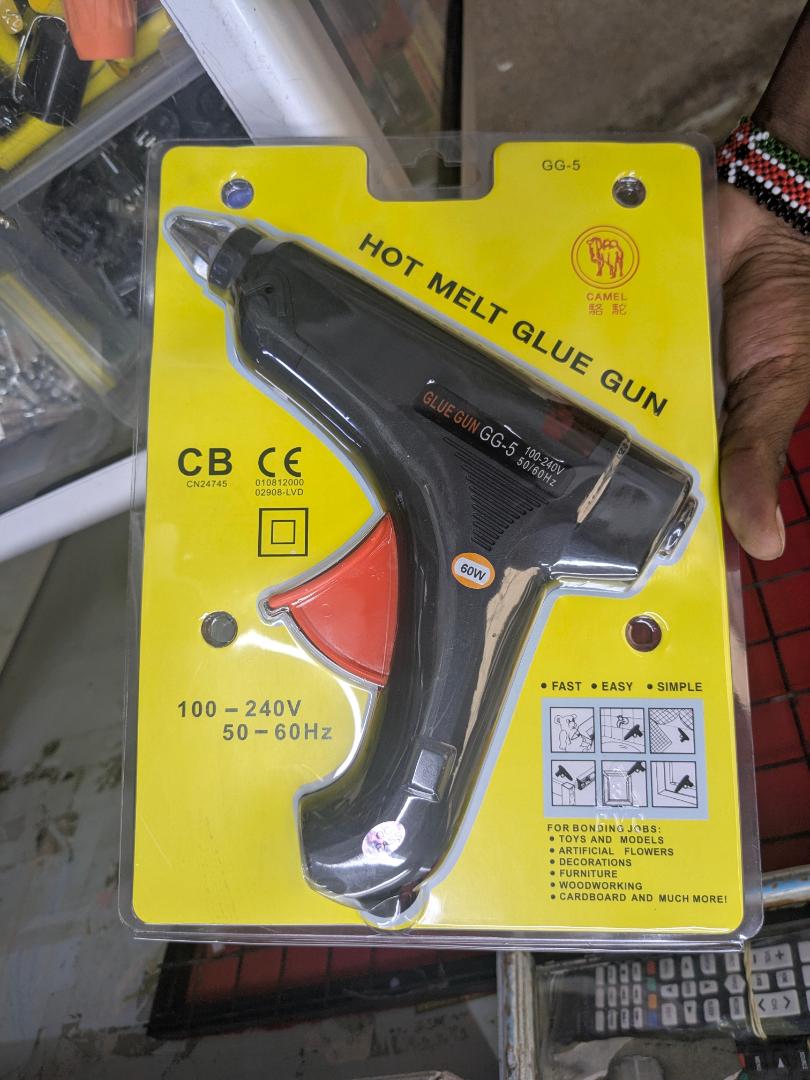 GG-5
CAMEL
駱駝
HOT MELT GLUE GUN
GLUE GUN GG-5 100-240V
50/60Hz
CB CE
CN24745 010812000
02908-LVD
60W
100-240V
50-60Hz
• FAST • EASY • SIMPLE
FOR BONDING JOBS:
• TOYS AND MODELS
• ARTIFICIAL FLOWERS
• DECORATIONS
• FURNITURE
• WOODWORKING
• CARDBOARD AND MUCH MORE!